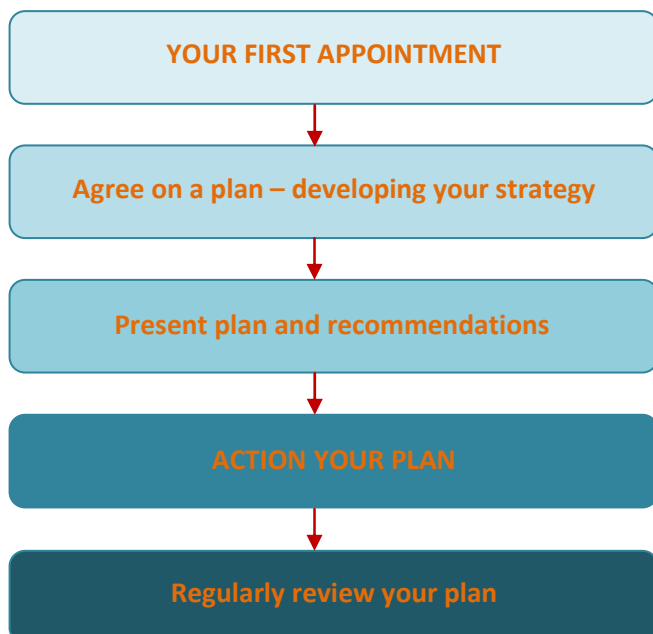 YOUR FIRST APPOINTMENT
Agree on a plan – developing your strategy
Present plan and recommendations
ACTION YOUR PLAN
Regularly review your plan